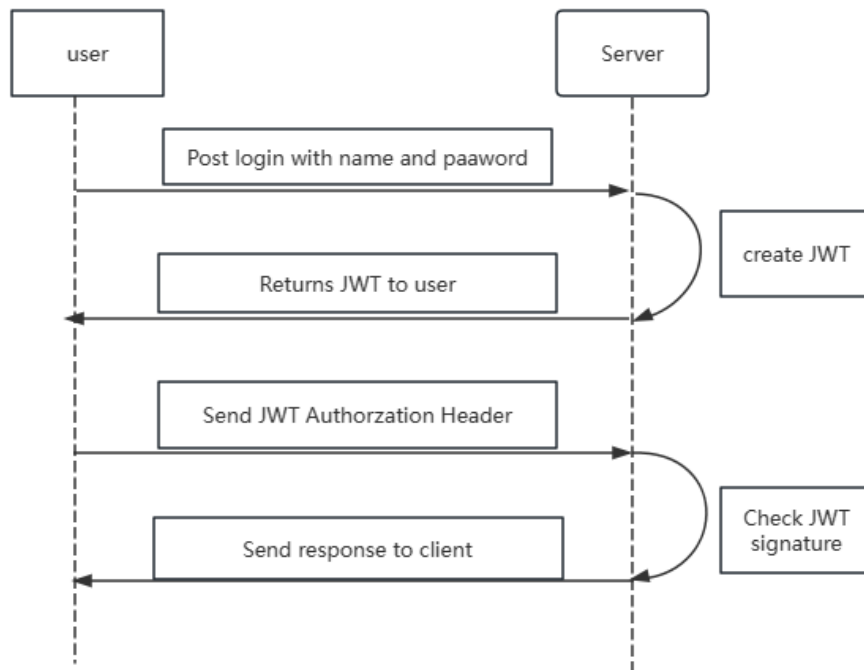 user
Server
Post login with name and paaword
create JWT
Returns JWT to user
Send JWT Authorzation Header
Check JWT
signature
Send response to client